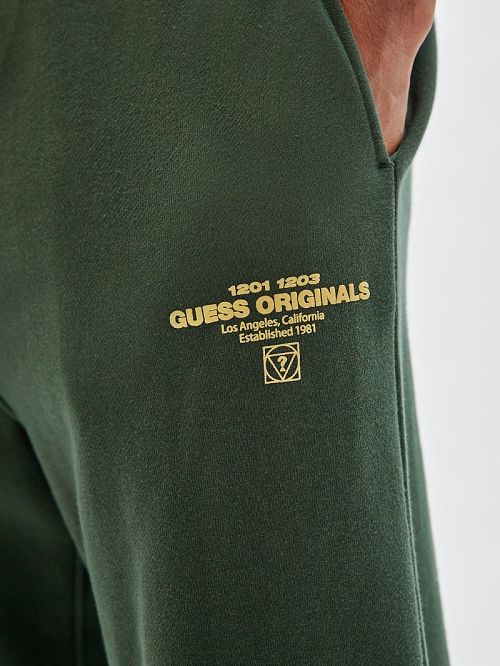 1201 1203
GUESS ORIGINALS
Los Angeles, California
Established 1981
?